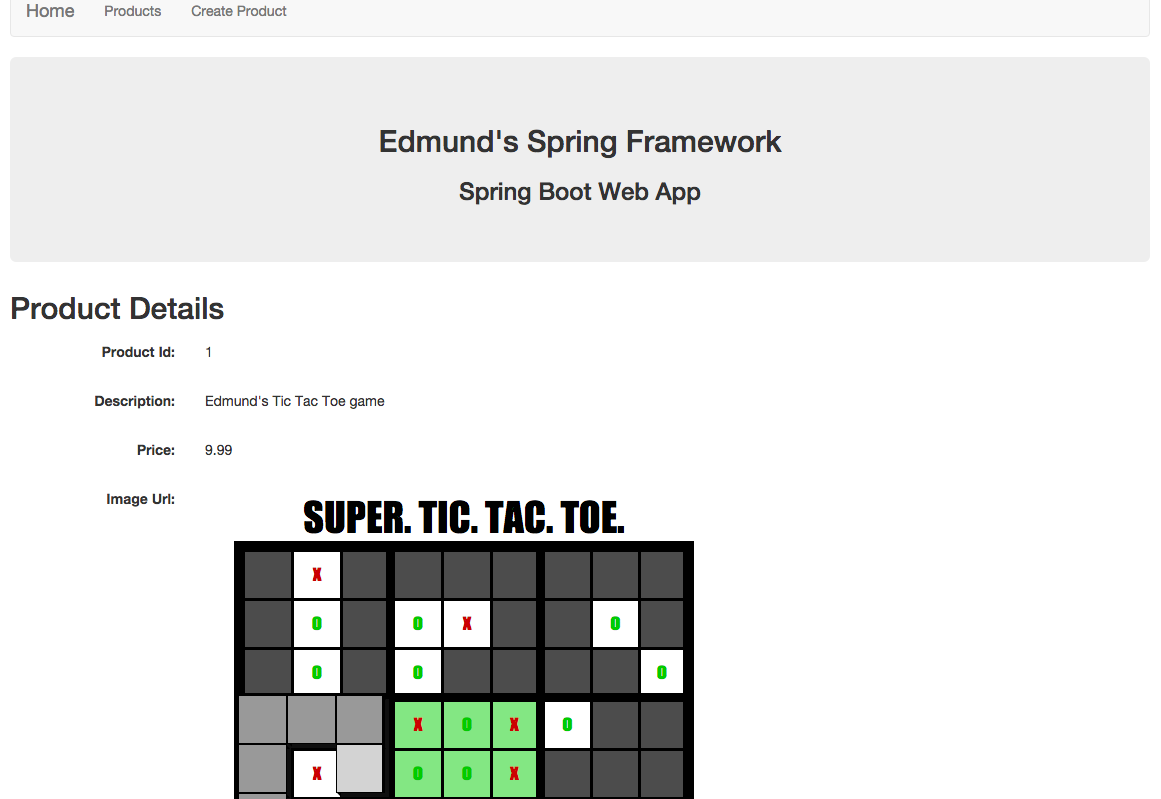 Home Products Create Product
Edmund's Spring Framework
Spring Boot Web App
Product Details
Product Id: 1
Description: Edmund's Tic Tac Toe game
Price: 9.99
Image Url:
SUPER. TIC. TAC. TOE.
X
O O X O
O O O
X O X O
X O O X